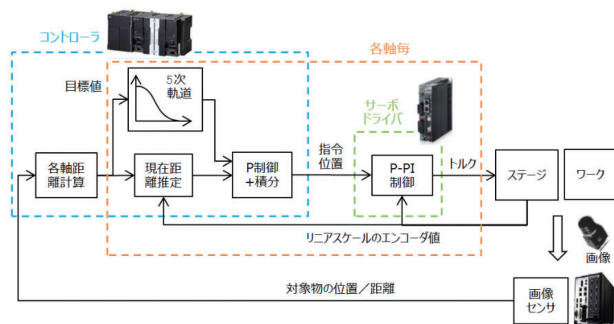 コントローラ
各軸毎
目標値
5次
軌道
サーボ
ドライバ
指令
位置
各軸距
離計算
現在距
離推定
P制御
+積分
P-PI
制御
トルク
ステージ
ワーク
リニアスケールのエンコーダ値
画像
対象物の位置/距離
画像
センサ